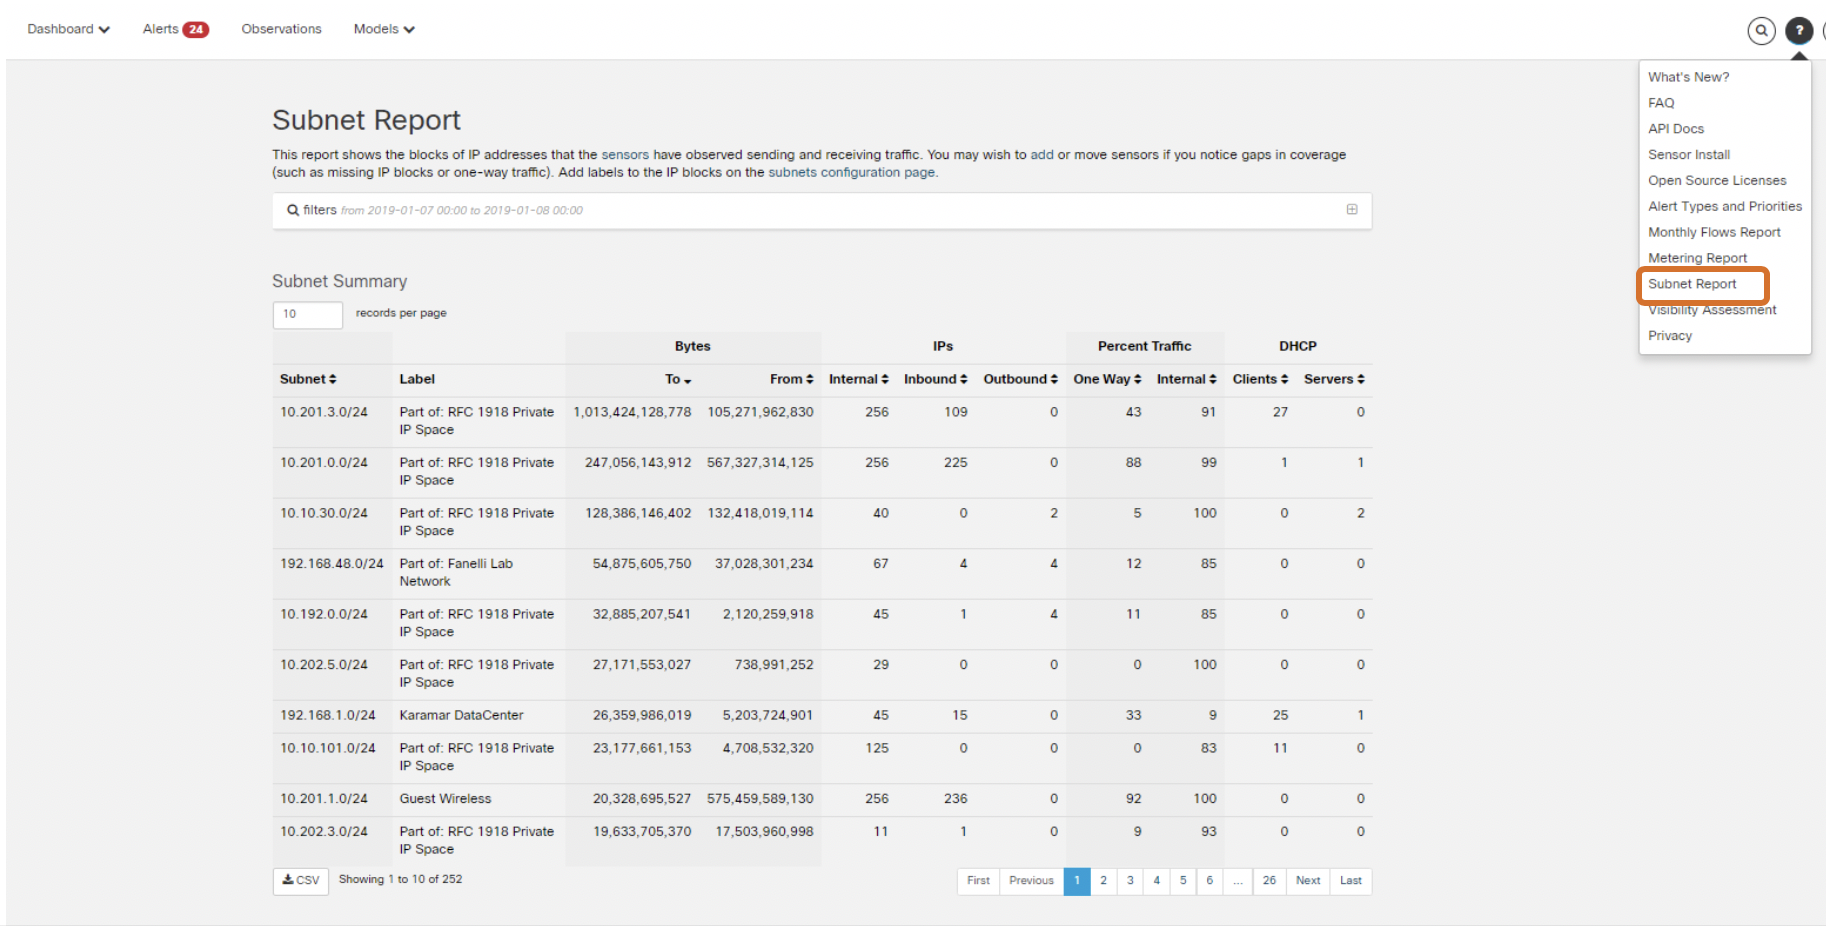 Dashboard Alerts 24 Observations Models ?
What's New?
FAQ
API Docs
Sensor Install
Open Source Licenses
Alert Types and Priorities
Monthly Flows Report
Metering Report
Subnet Report
Visibility Assessment
Privacy
Subnet Report
This report shows the blocks of IP addresses that the sensors have observed sending and receiving traffic. You may wish to add or move sensors if you notice gaps in coverage
(such as missing IP blocks or one-way traffic). Add labels to the IP blocks on the subnets configuration page.
filters from 2019-01-07 00:00 to 2019-01-08 00:00
Subnet Summary
10 records per page
Bytes IPs Percent Traffic DHCP
Subnet Label To From Internal Inbound Outbound One Way Internal Clients Servers
10.201.3.0/24 Part of: RFC 1918 Private 1,013,424,128,778 105,271,962,830 256 109 0 43 91 27 0
IP Space
10.201.0.0/24 Part of: RFC 1918 Private 247,056,143,912 567,327,314,125 256 225 0 88 99 1 1
IP Space
10.10.30.0/24 Part of: RFC 1918 Private 128,386,146,402 132,418,019,114 40 0 2 5 100 0 2
IP Space
192.168.48.0/24 Part of: Fanelli Lab 54,875,605,750 37,028,301,234 67 4 4 12 85 0 0
Network
10.192.0.0/24 Part of: RFC 1918 Private 32,885,207,541 2,120,259,918 45 1 4 11 85 0 0
IP Space
10.202.5.0/24 Part of: RFC 1918 Private 27,171,553,027 738,991,252 29 0 0 0 100 0 0
IP Space
192.168.1.0/24 Karamar DataCenter 26,359,986,019 5,203,724,901 45 15 0 33 9 25 1
10.10.101.0/24 Part of: RFC 1918 Private 23,177,661,153 4,708,532,320 125 0 0 0 83 11 0
IP Space
10.201.1.0/24 Guest Wireless 20,328,695,527 575,459,589,130 256 236 0 92 100 0 0
10.202.3.0/24 Part of: RFC 1918 Private 19,633,705,370 17,503,960,998 11 1 0 9 93 0 0
IP Space
CSV Showing 1 to 10 of 252 First Previous 1 2 3 4 5 6 ... 26 Next Last